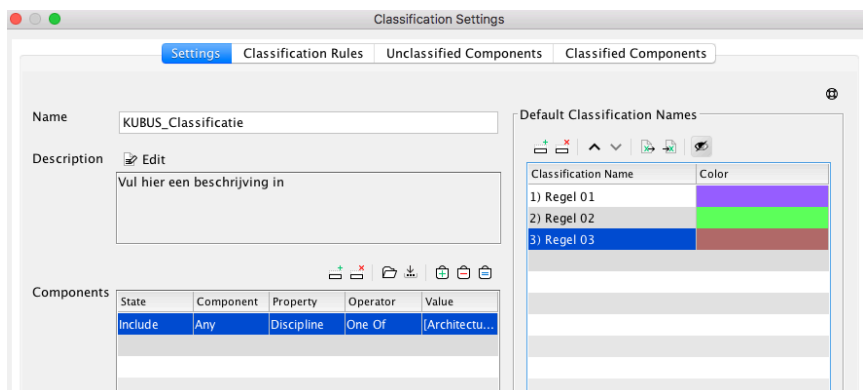 Classification Settings
Settings Classification Rules Unclassified Components Classified Components
Name KUBUS_Classificatie
Description Edit
Vul hier een beschrijving in
Components
State Component Property Operator Value
Include Any Discipline One Of [Architectu...
Default Classification Names
Classification Name Color
1) Regel 01
2) Regel 02
3) Regel 03